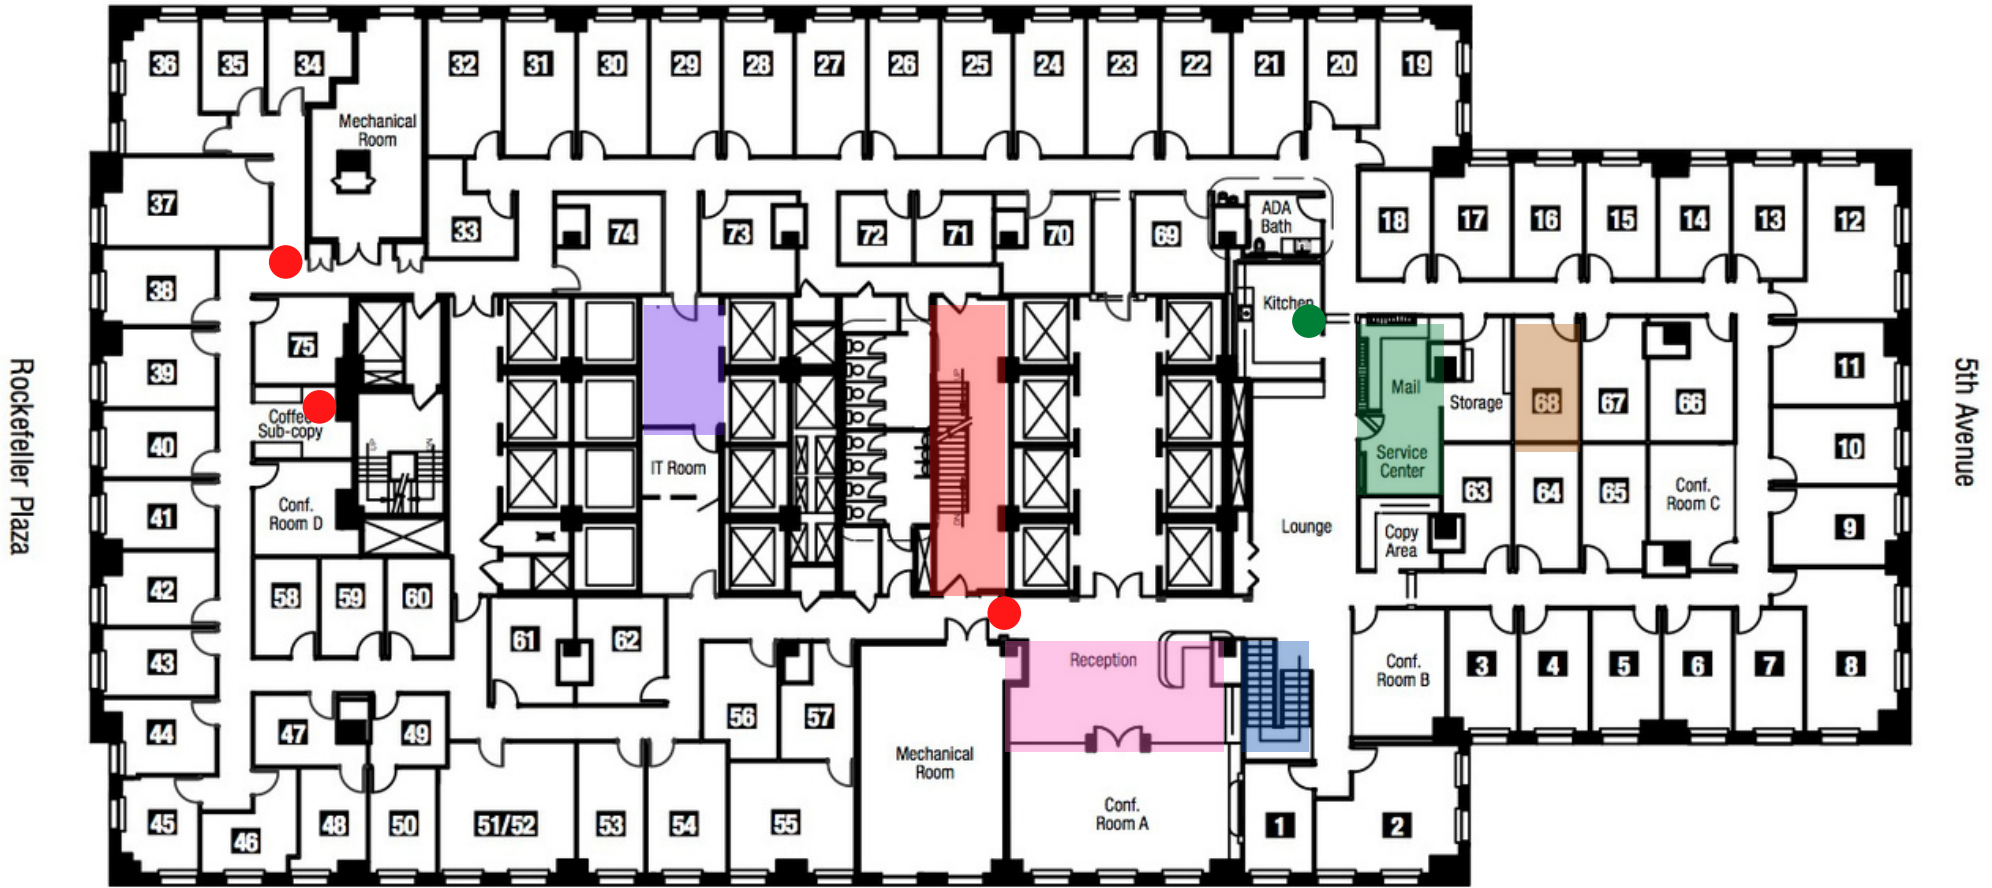 36 35 34 32 31 30 29 28 27 26 25 24 23 22 21 20 19
Mechanical
Room
37 33 74 73 72 71 70 69
ADA
Bath
18 17 16 15 14 13 12
38
Kitchen
75
39
Mail
Storage
68 67 66
11
Coffee
Sub-copy
40
IT Room
Service
Center
63 64 65
Conf.
Room C
10
41
Conf.
Room D
Lounge
Copy
Area
9
42 58 59 60
61 62
43
Reception
Conf.
Room B
3 4 5 6 7 8
44 47 49 56 57
Mechanical
Room
45 46 48 50 51/52 53 54 55
Conf.
Room A
1 2
UP
DN
Rockefeller Plaza
5th Avenue